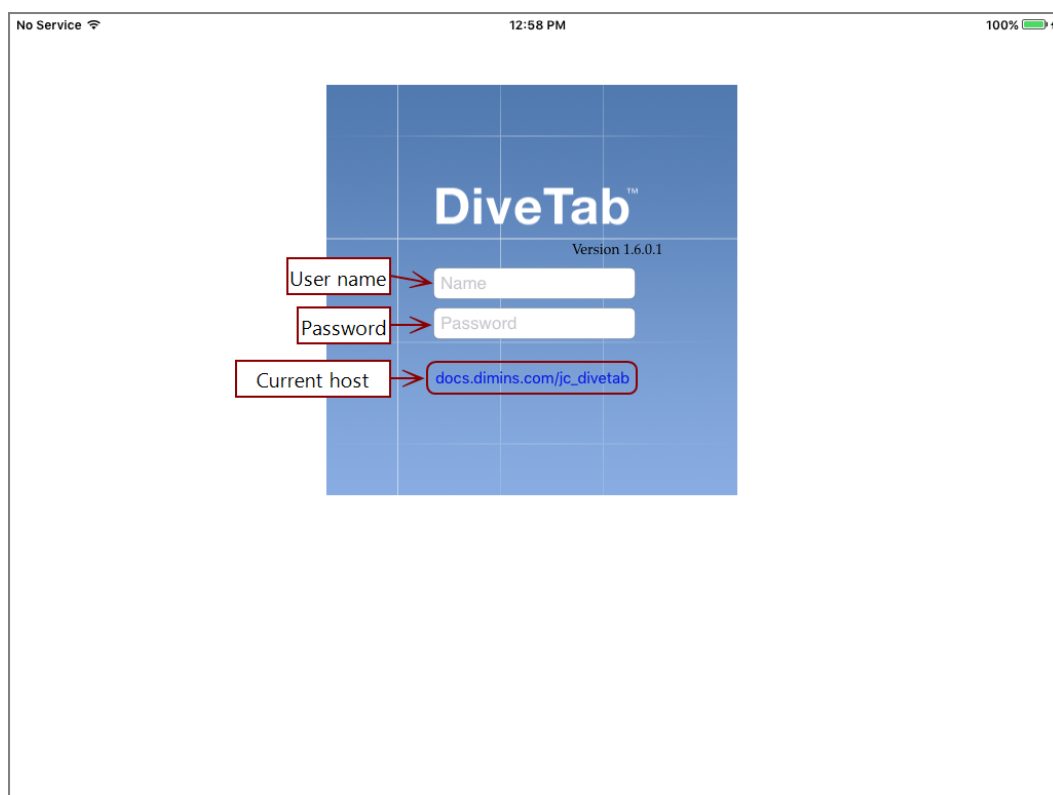 No Service 12:58 PM 100%
DiveTab™
Version 1.6.0.1
User name Name
Password Password
Current host docs.dimins.com/jc_divetab